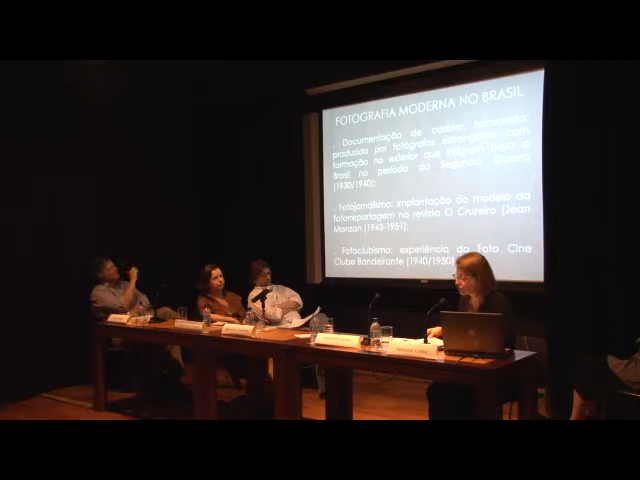 FOTOGRAFIA MODERNA NO BRASIL
. Documentação de caráter humanista:
produzida por fotógrafos estrangeiros com
formação no exterior que imigram para o
Brasil no período da Segunda Guerra
(1930/1940);
. Fotojornalismo: implantação do modelo da
fotorreportagem na revista O Cruzeiro (Jean
Manzon (1943-1951);
. Fotoclubismo: experiência do Foto Cine
Clube Bandeirante (1940/1950)